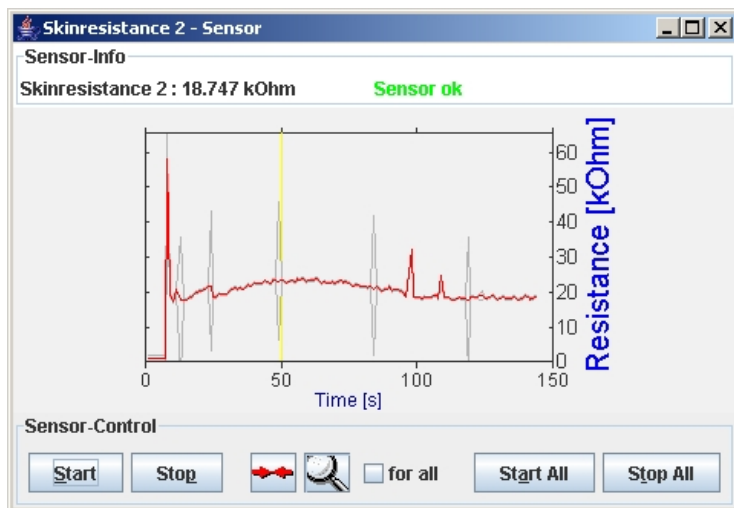 Skinresistance 2 - Sensor
Sensor-Info
Skinresistance 2 : 18.747 kOhm Sensor ok
60
50
40
30
20
10
0
Resistance [kOhm]
0 50 100 150
Time [s]
Sensor-Control
Start Stop for all Start All Stop All